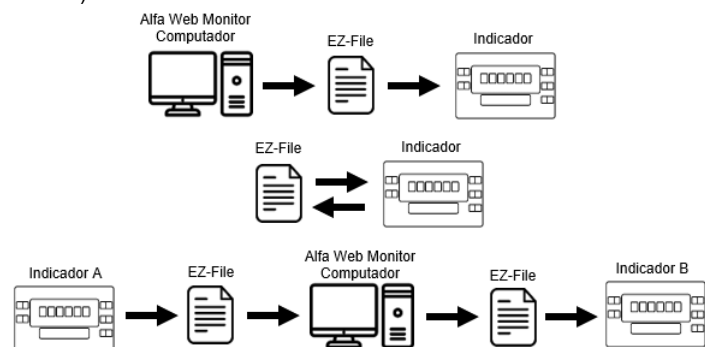 Alfa Web Monitor
Computador
EZ-File
Indicador
EZ-File
Indicador
Indicador A
EZ-File
Alfa Web Monitor
Computador
EZ-File
Indicador B